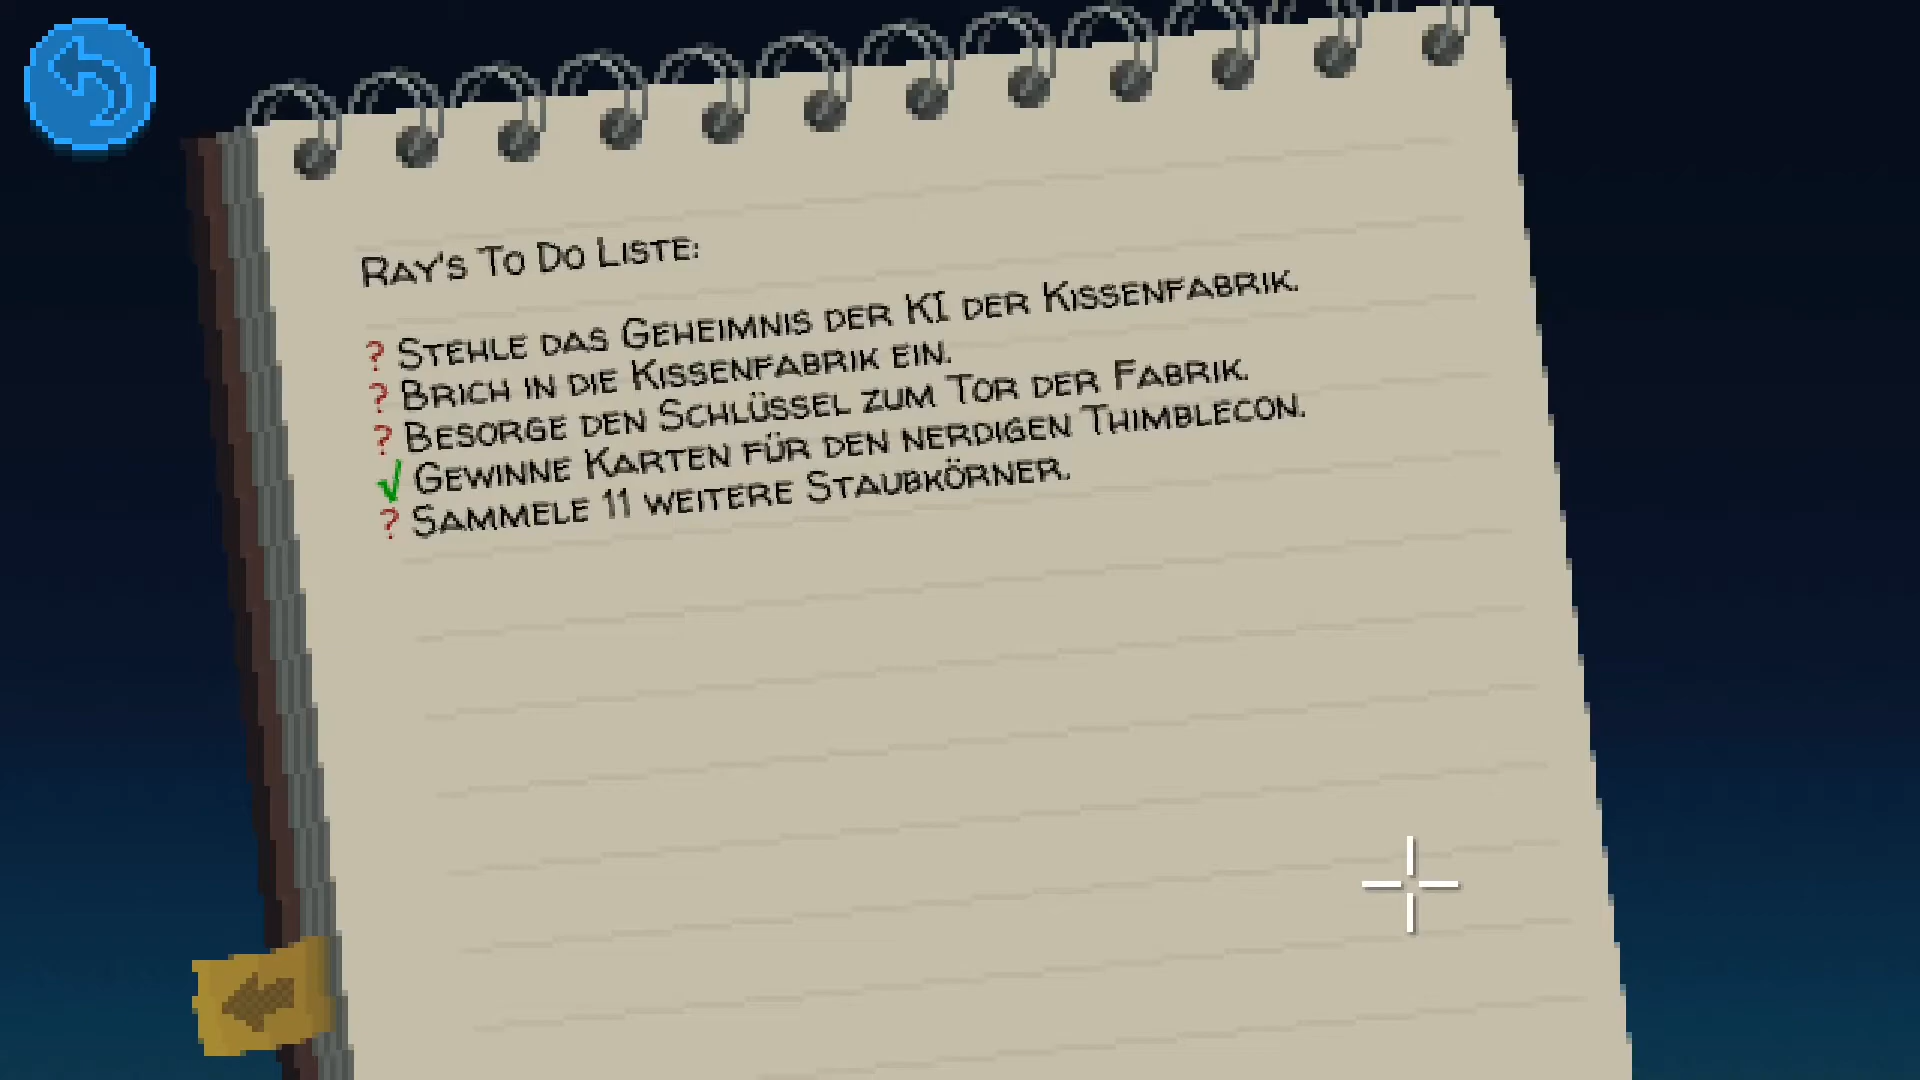 Ray's To Do Liste:
? Stehle das Geheimnis der KI der Kissenfabrik.
? Brich in die Kissenfabrik ein.
? Besorge den Schlüssel zum Tor der Fabrik.
√ Gewinne Karten für den nerdigen Thimblecon.
? Sammele 11 weitere Staubkörner.